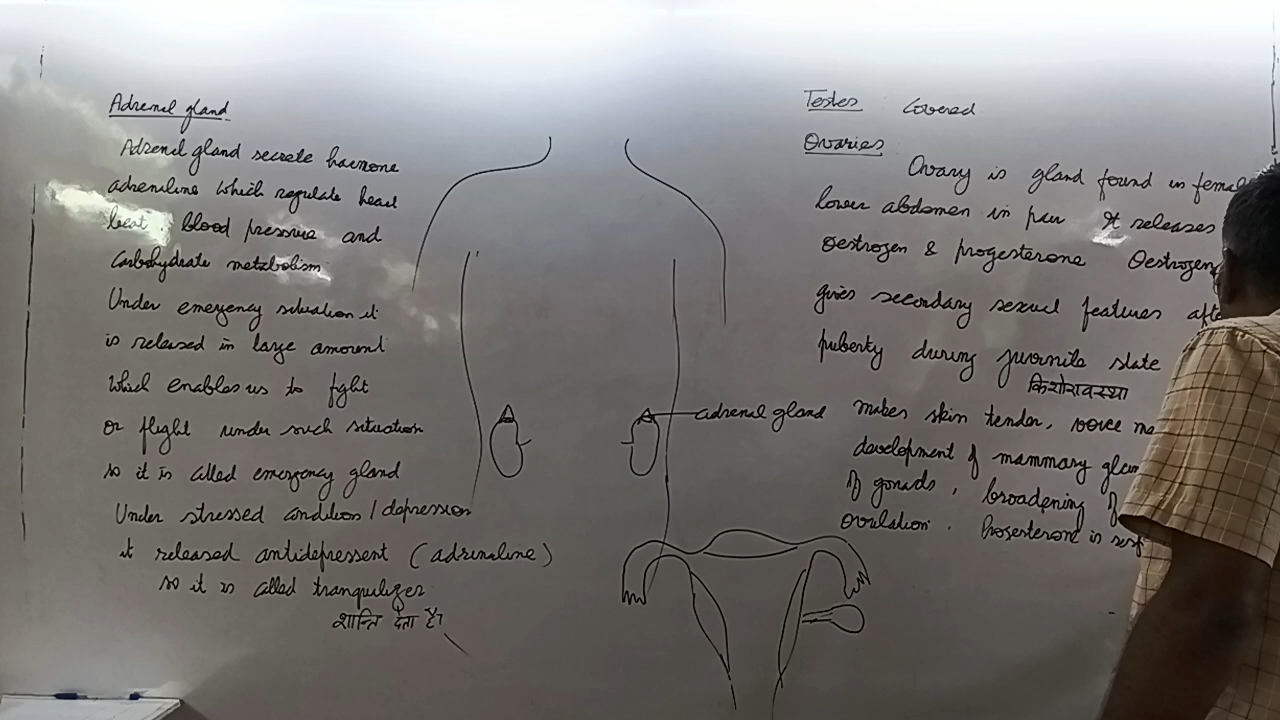 Adrenal gland
Adrenal gland secrete harmone
adrenaline which regulate heart
beat blood pressure and
Carbohydrate metabolism
Under emergency situation it
is released in large amount
which enables us to fight
or flight under such situation
so it is called emergency gland
Under stressed condition / depression
it released antidepressent (adrinaline)
so it is called tranquilizer
शान्ति देता है।
adrenal gland
Testes Covered
Ovaries
Ovary is gland found in female
lower abdomen in pair It releases
Oestrogen & progesterone Oestrogen
gives secondary sexual features
puberty during juvenile state
किशोरावस्था
makes skin tender, voice
development of mammary
of gonads, broadening
ovulation. Progesterone is